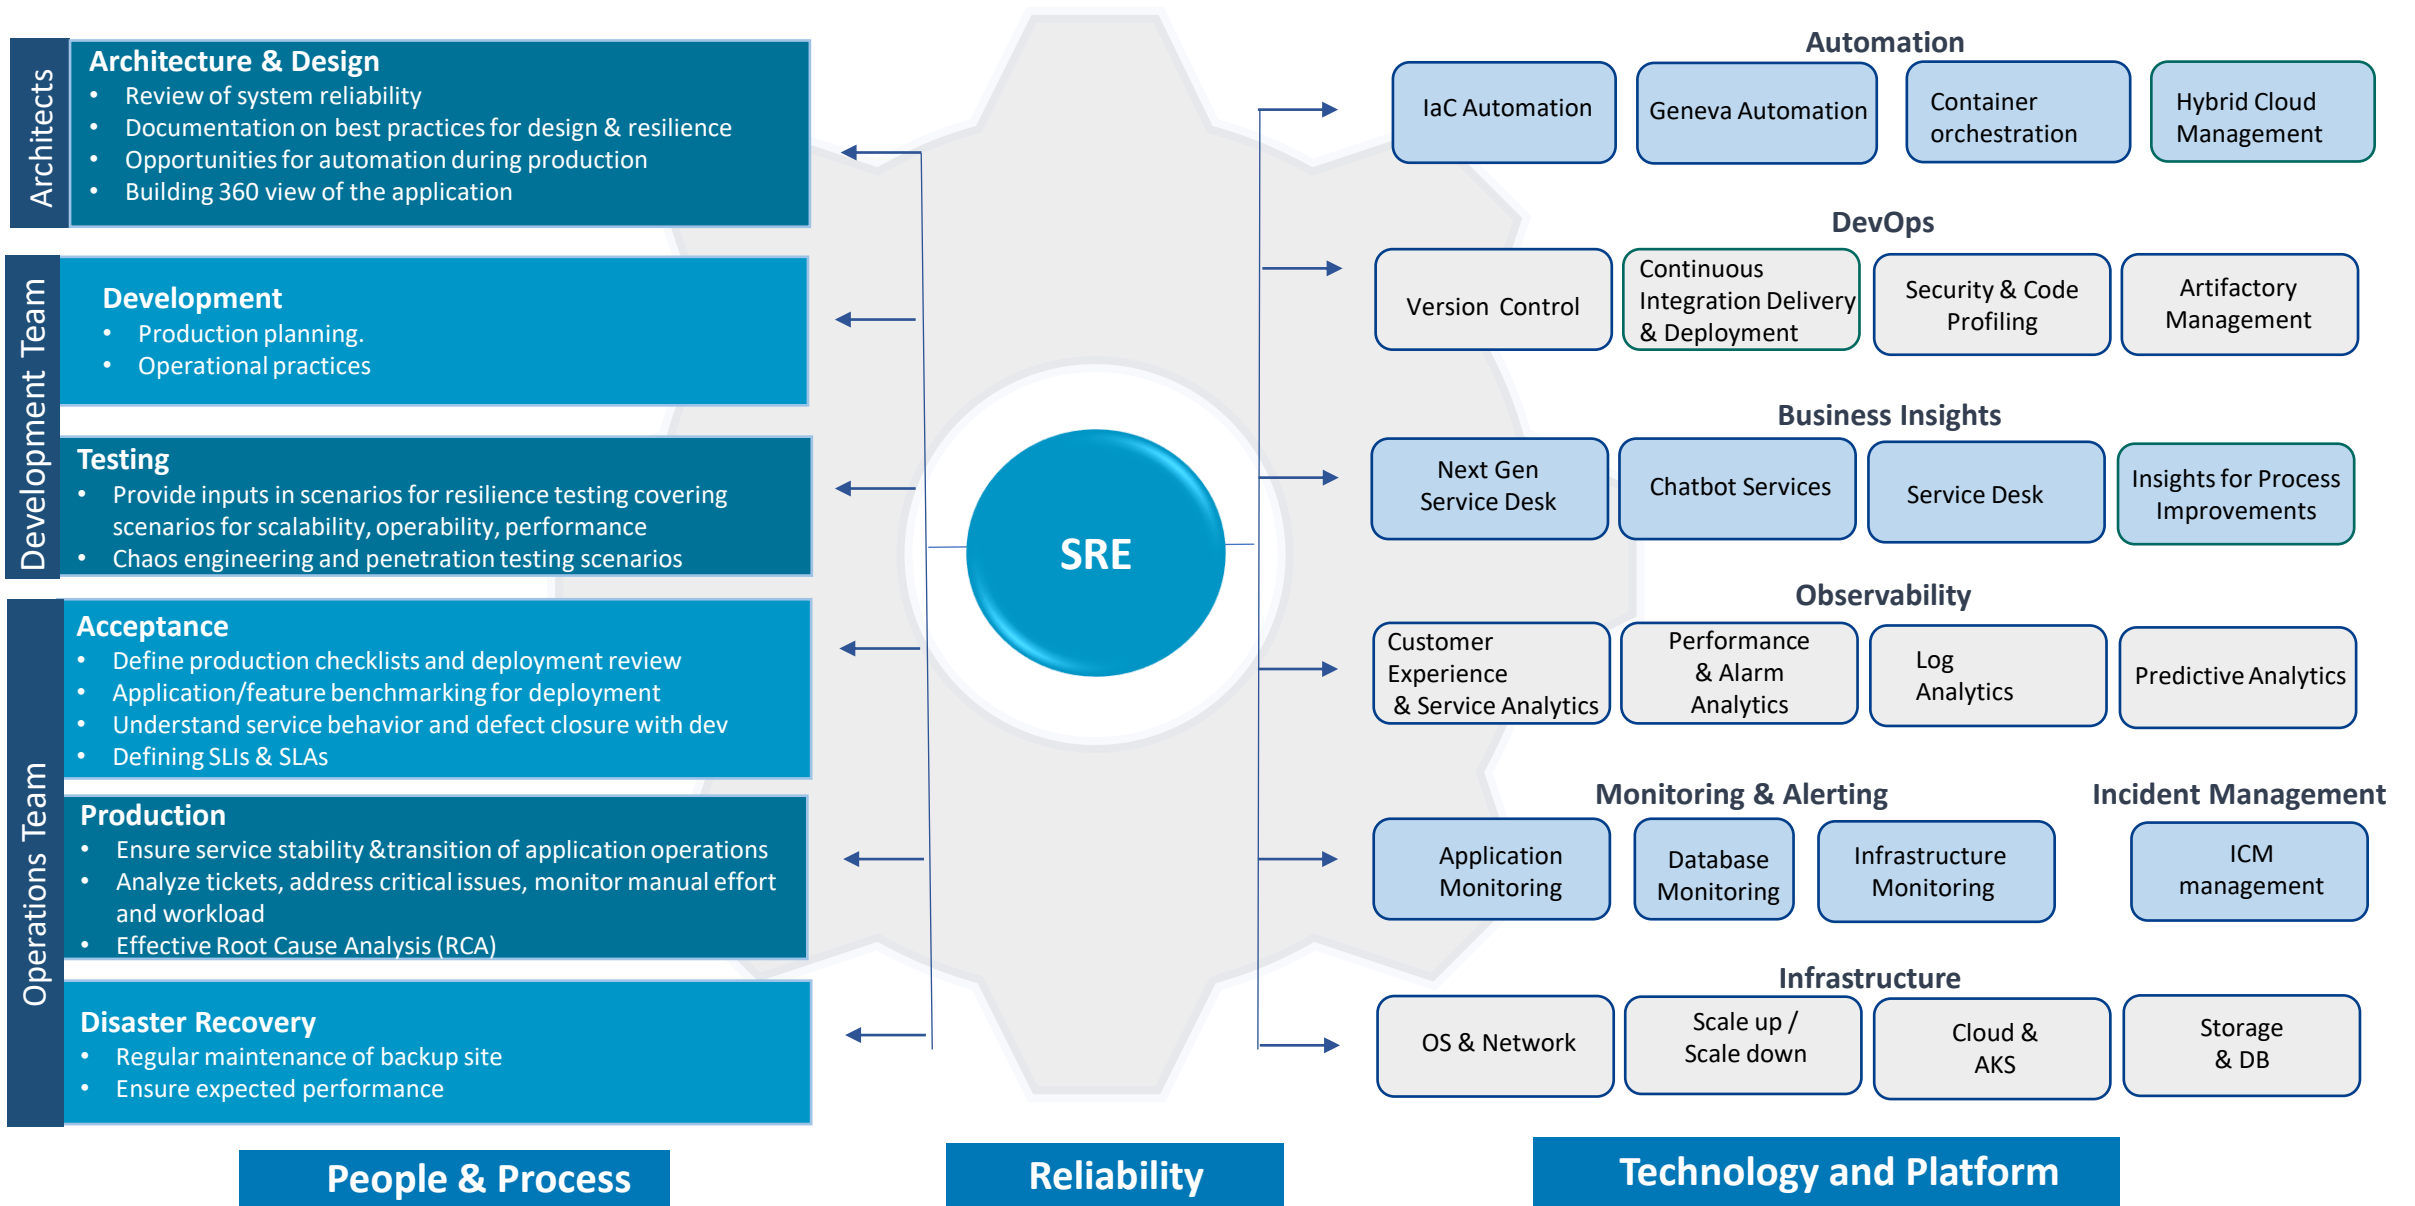 Architects
Architecture & Design
• Review of system reliability
• Documentation on best practices for design & resilience
• Opportunities for automation during production
• Building 360 view of the application
Development Team
Development
• Production planning.
• Operational practices
Testing
• Provide inputs in scenarios for resilience testing covering
scenarios for scalability, operability, performance
• Chaos engineering and penetration testing scenarios
Operations Team
Acceptance
• Define production checklists and deployment review
• Application/feature benchmarking for deployment
• Understand service behavior and defect closure with dev
• Defining SLIs & SLAs
Production
• Ensure service stability &transition of application operations
• Analyze tickets, address critical issues, monitor manual effort
and workload
• Effective Root Cause Analysis (RCA)
Disaster Recovery
• Regular maintenance of backup site
• Ensure expected performance
People & Process
SRE
Reliability
Automation
IaC Automation
Geneva Automation
Container
orchestration
Hybrid Cloud
Management
DevOps
Version Control
Continuous
Integration Delivery
& Deployment
Security & Code
Profiling
Artifactory
Management
Business Insights
Next Gen
Service Desk
Chatbot Services
Service Desk
Insights for Process
Improvements
Observability
Customer
Experience
& Service Analytics
Performance
& Alarm
Analytics
Log
Analytics
Predictive Analytics
Monitoring & Alerting
Application
Monitoring
Database
Monitoring
Infrastructure
Monitoring
Incident Management
ICM
management
Infrastructure
OS & Network
Scale up /
Scale down
Cloud &
AKS
Storage
& DB
Technology and Platform